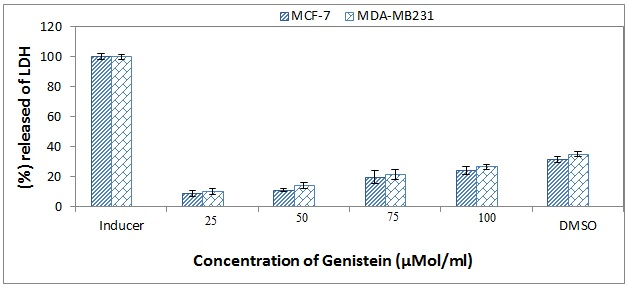 MCF-7 MDA-MB231
120
100
80
60
40
20
0
(%) released of LDH
Inducer 25 50 75 100 DMSO
Concentration of Genistein (µMol/ml)